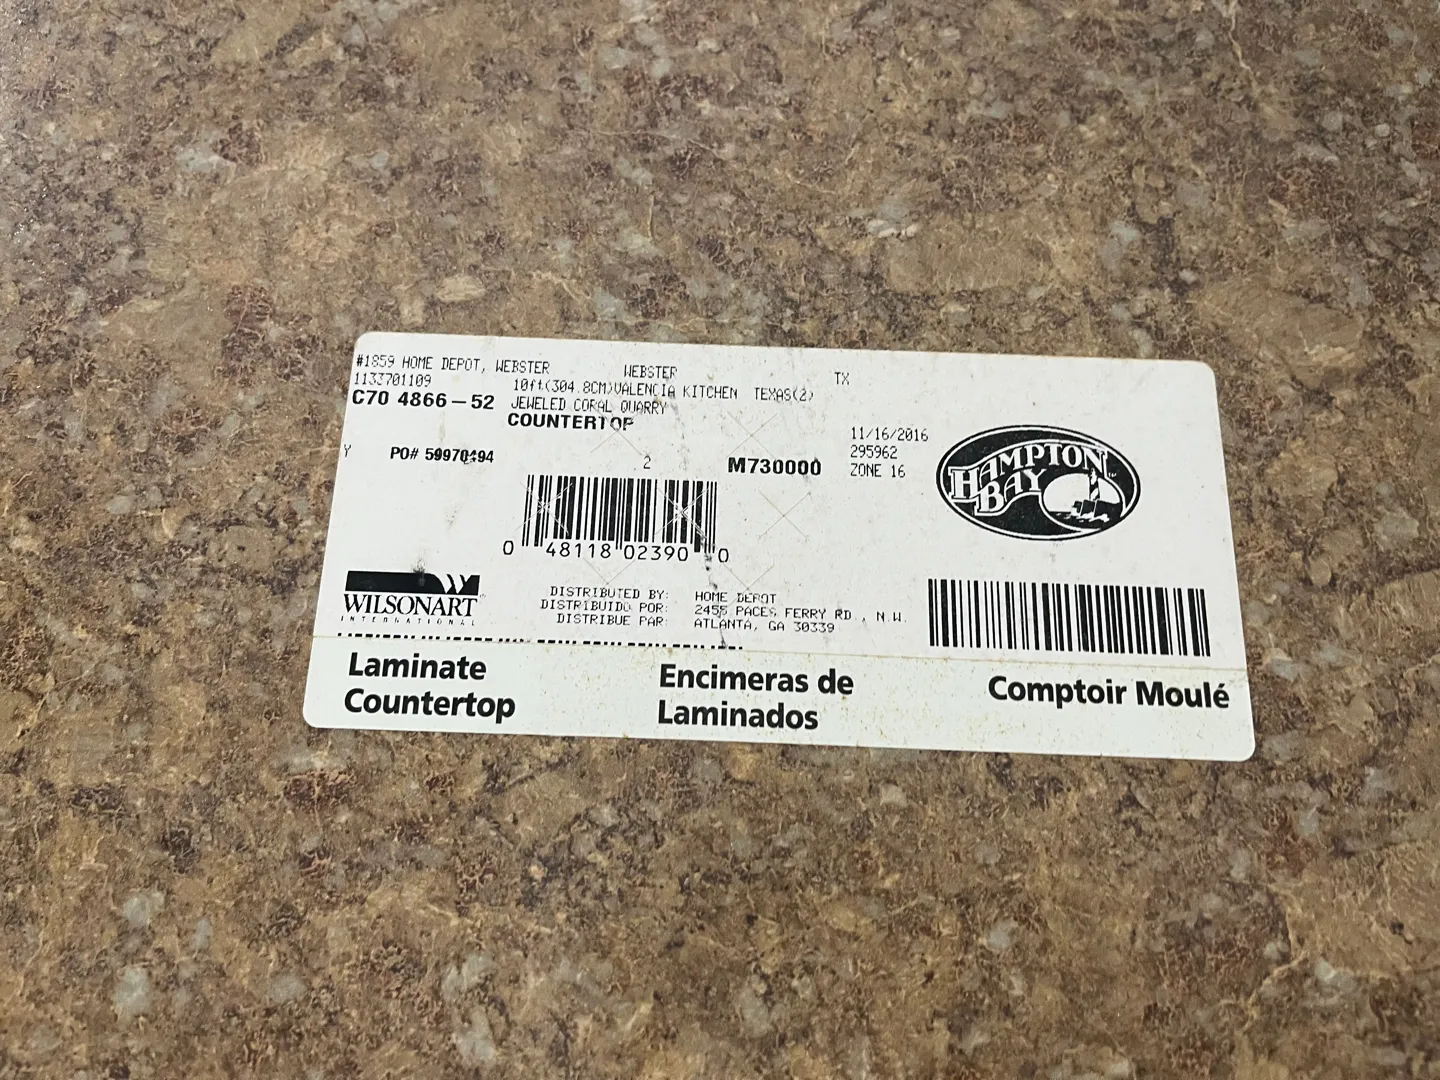 #1859 HOME DEPOT, WEBSTER WEBSTER TX
1133701109 10ft(304.8CM)VALENCIA KITCHEN TEXAS(2)
C70 4866-52 JEWELED CORAL QUARRY
COUNTERTOP
11/16/2016
Y PO# 59970494 295962
2 M730000 ZONE 16
HAMPTON
BAY
TM
0 48118 02390 0
WILSONART
INTERNATIONAL
DISTRIBUTED BY: HOME DEPOT
DISTRIBUIDO POR: 2455 PACES FERRY RD., N.W.
DISTRIBUE PAR: ATLANTA, GA 30339
Laminate
Countertop
Encimeras de
Laminados
Comptoir Moulé